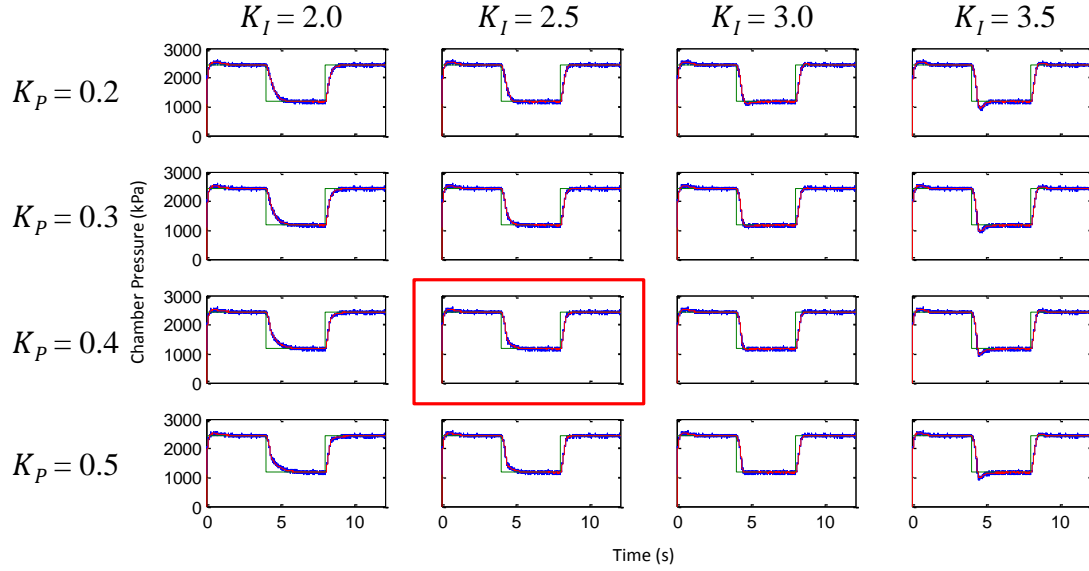 K_I = 2.0 K_I = 2.5 K_I = 3.0 K_I = 3.5
K_P = 0.2
3000
2000
1000
0
K_P = 0.3
3000
2000
1000
0
K_P = 0.4
3000
2000
1000
0
K_P = 0.5
3000
2000
1000
0
Chamber Pressure (kPa)
0 5 10 0 5 10 0 5 10 0 5 10
Time (s)